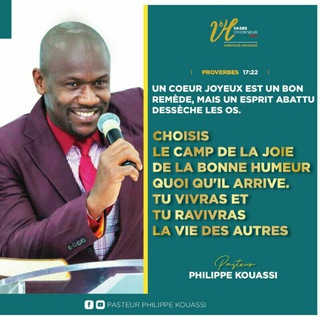 VASES
D'HONNEUR
PROVERBES 17:22
UN COEUR JOYEUX EST UN BON
REMÈDE, MAIS UN ESPRIT ABATTU
DESSÈCHE LES OS.
CHOISIS
LE CAMP DE LA JOIE
DE LA BONNE HUMEUR
QUOI QU'IL ARRIVE.
TU VIVRAS ET
TU RAVIVRAS
LA VIE DES AUTRES
Pasteur
PHILIPPE KOUASSI
PASTEUR PHILIPPE KOUASSI